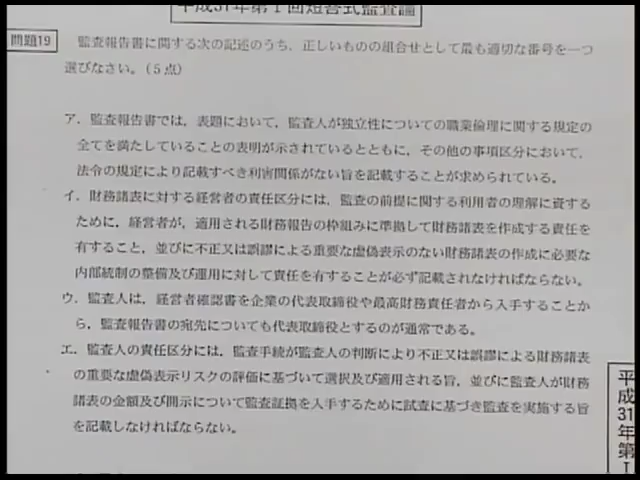 平成31年第Ⅰ回短答式監査論
問題19 監査報告書に関する次の記述のうち，正しいものの組合せとして最も適切な番号を一つ
選びなさい。（５点）
ア．監査報告書では，表題において，監査人が独立性についての職業倫理に関する規定の
全てを満たしていることの表明が示されているとともに，その他の事項区分において，
法令の規定により記載すべき利害関係がない旨を記載することが求められている。
イ．財務諸表に対する経営者の責任区分には，監査の前提に関する利用者の理解に資する
ために，経営者が，適用される財務報告の枠組みに準拠して財務諸表を作成する責任を
有すること，並びに不正又は誤謬による重要な虚偽表示のない財務諸表の作成に必要な
内部統制の整備及び運用に対して責任を有することが必ず記載されなければならない。
ウ．監査人は，経営者確認書を企業の代表取締役や最高財務責任者から入手することか
ら，監査報告書の宛先についても代表取締役とするのが通常である。
エ．監査人の責任区分には，監査手続が監査人の判断により不正又は誤謬による財務諸表
の重要な虚偽表示リスクの評価に基づいて選択及び適用される旨，並びに監査人が財務
諸表の金額及び開示について監査証拠を入手するために試査に基づき監査を実施する旨
を記載しなければならない。
平成31年第Ⅰ